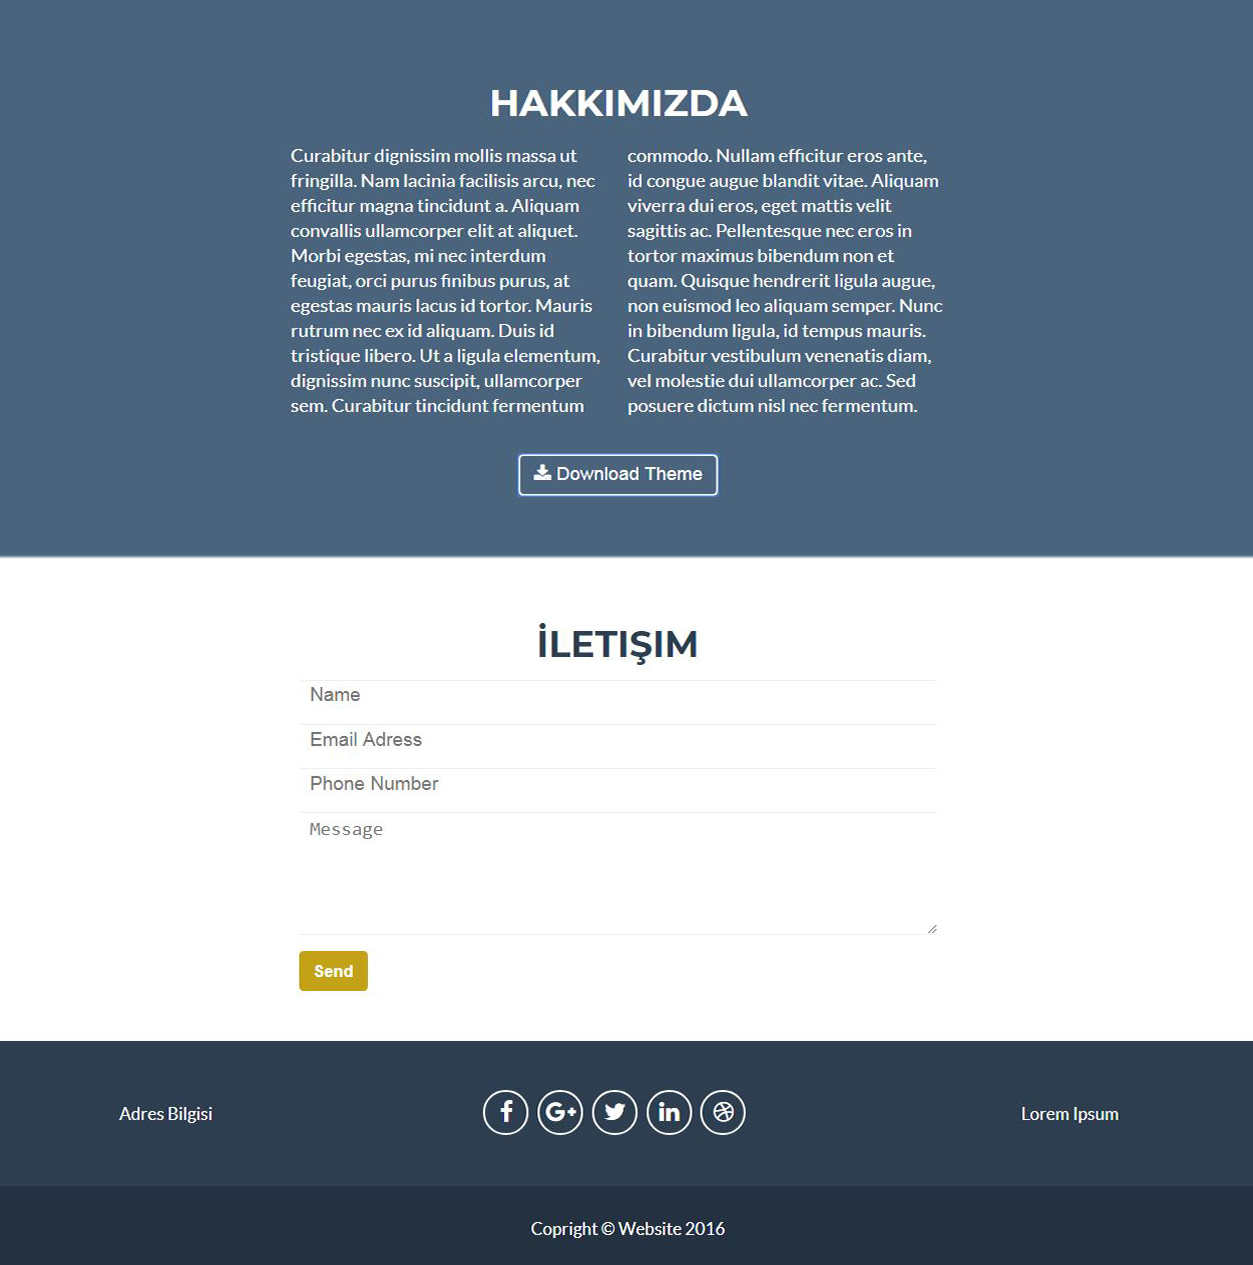 HAKKIMIZDA
Curabitur dignissim mollis massa ut
fringilla. Nam lacinia facilisis arcu, nec
efficitur magna tincidunt a. Aliquam
convallis ullamcorper elit at aliquet.
Morbi egestas, mi nec interdum
feugiat, orci purus finibus purus, at
egestas mauris lacus id tortor. Mauris
rutrum nec ex id aliquam. Duis id
tristique libero. Ut a ligula elementum,
dignissim nunc suscipit, ullamcorper
sem. Curabitur tincidunt fermentum
commodo. Nullam efficitur eros ante,
id congue augue blandit vitae. Aliquam
viverra dui eros, eget mattis velit
sagittis ac. Pellentesque nec eros in
tortor maximus bibendum non et
quam. Quisque hendrerit ligula augue,
non euismod leo aliquam semper. Nunc
in bibendum ligula, id tempus mauris.
Curabitur vestibulum venenatis diam,
vel molestie dui ullamcorper ac. Sed
posuere dictum nisl nec fermentum.
Download Theme
İLETIŞIM
Name
Email Adress
Phone Number
Message
Send
Adres Bilgisi
Lorem Ipsum
Copright © Website 2016